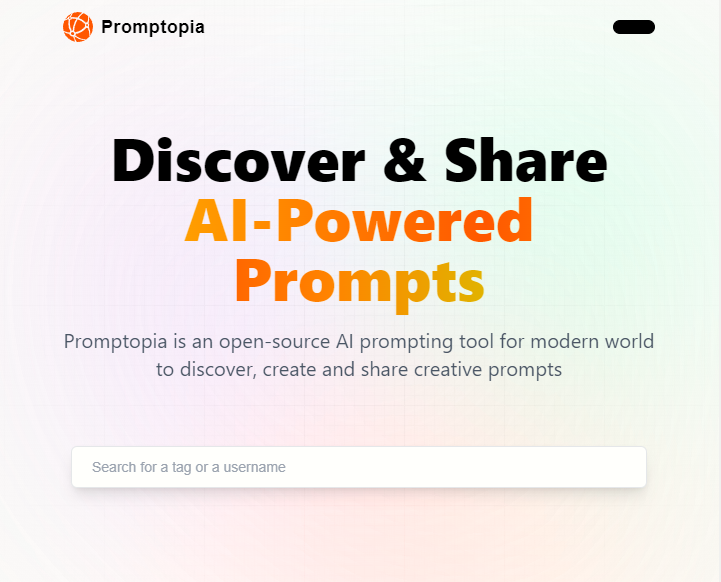 Promptopia
Discover & Share
AI-Powered
Prompts
Promptopia is an open-source AI prompting tool for modern world
to discover, create and share creative prompts
Search for a tag or a username